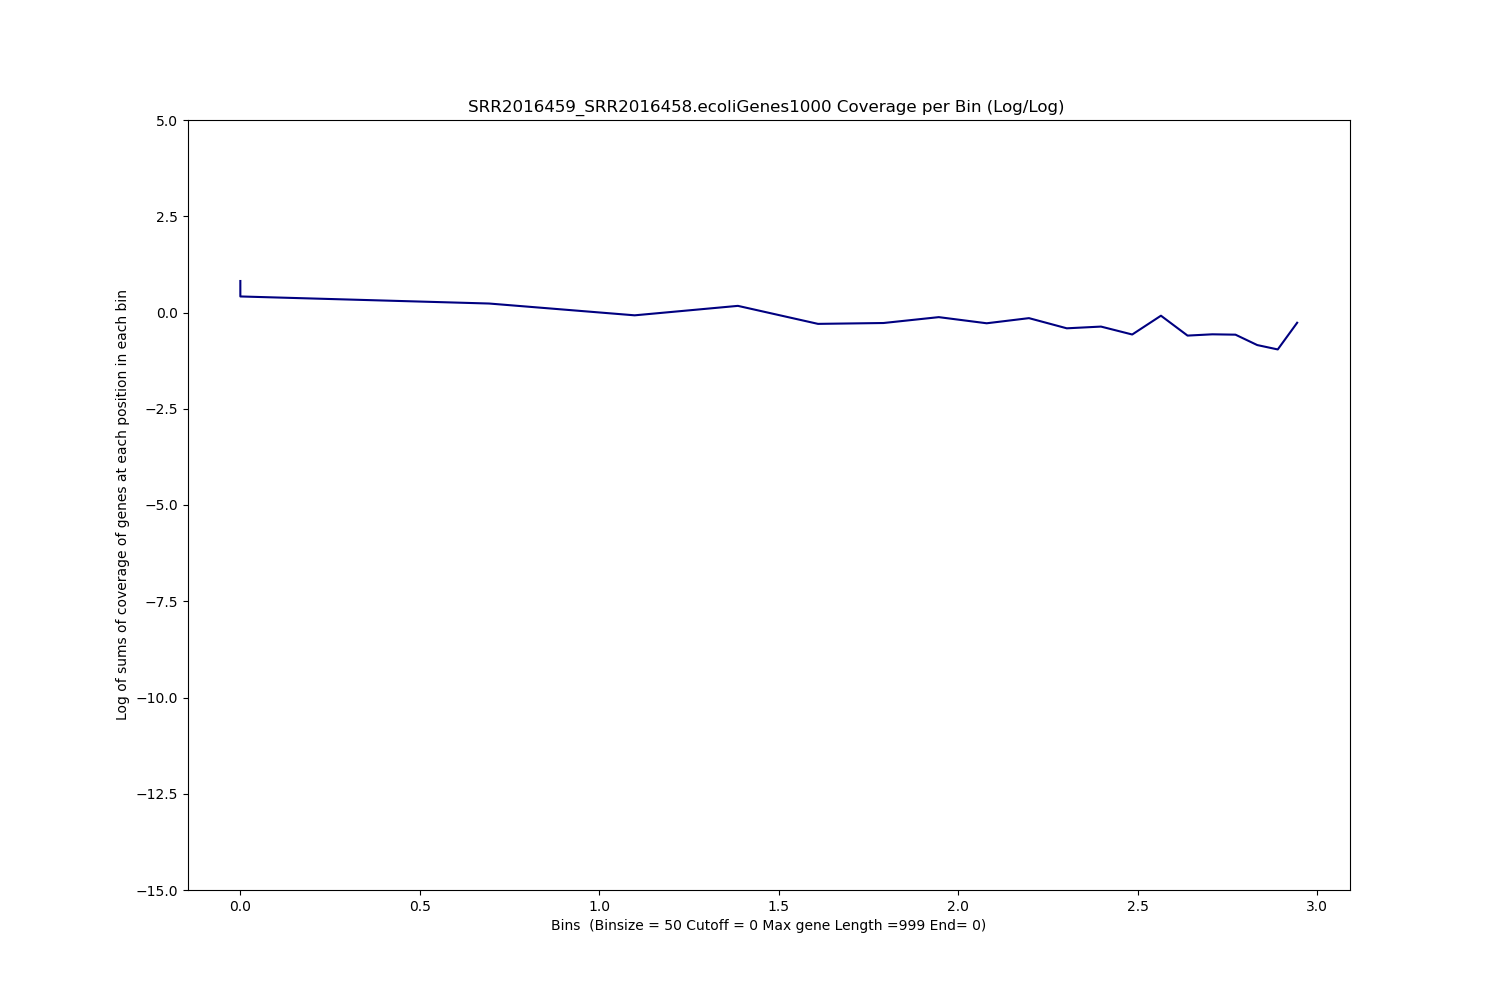 SRR2016459_SRR2016458.ecoliGenes1000 Coverage per Bin (Log/Log)
5.0
2.5
0.0
−2.5
−5.0
−7.5
−10.0
−12.5
−15.0
Log of sums of coverage of genes at each position in each bin
0.0 0.5 1.0 1.5 2.0 2.5 3.0
Bins  (Binsize = 50 Cutoff = 0 Max gene Length =999 End= 0)